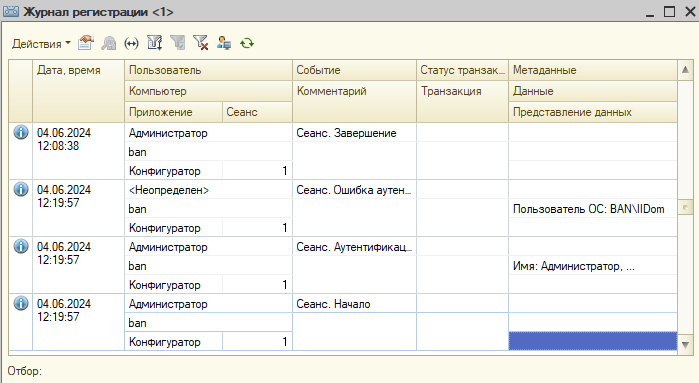 Журнал регистрации <1>
Действия
Дата, время Пользователь Событие Статус транзак... Метаданные
Компьютер Комментарий Транзакция Данные
Приложение Сеанс Представление данных
04.06.2024 Администратор Сеанс. Завершение
12:08:38 ban
Конфигуратор 1
04.06.2024 <Неопределен> Сеанс. Ошибка аутен...
12:19:57 ban Пользователь ОС: BAN\IIDom
Конфигуратор 1
04.06.2024 Администратор Сеанс. Аутентификац...
12:19:57 ban Имя: Администратор, ...
Конфигуратор 1
04.06.2024 Администратор Сеанс. Начало
12:19:57 ban
Конфигуратор 1
Отбор: